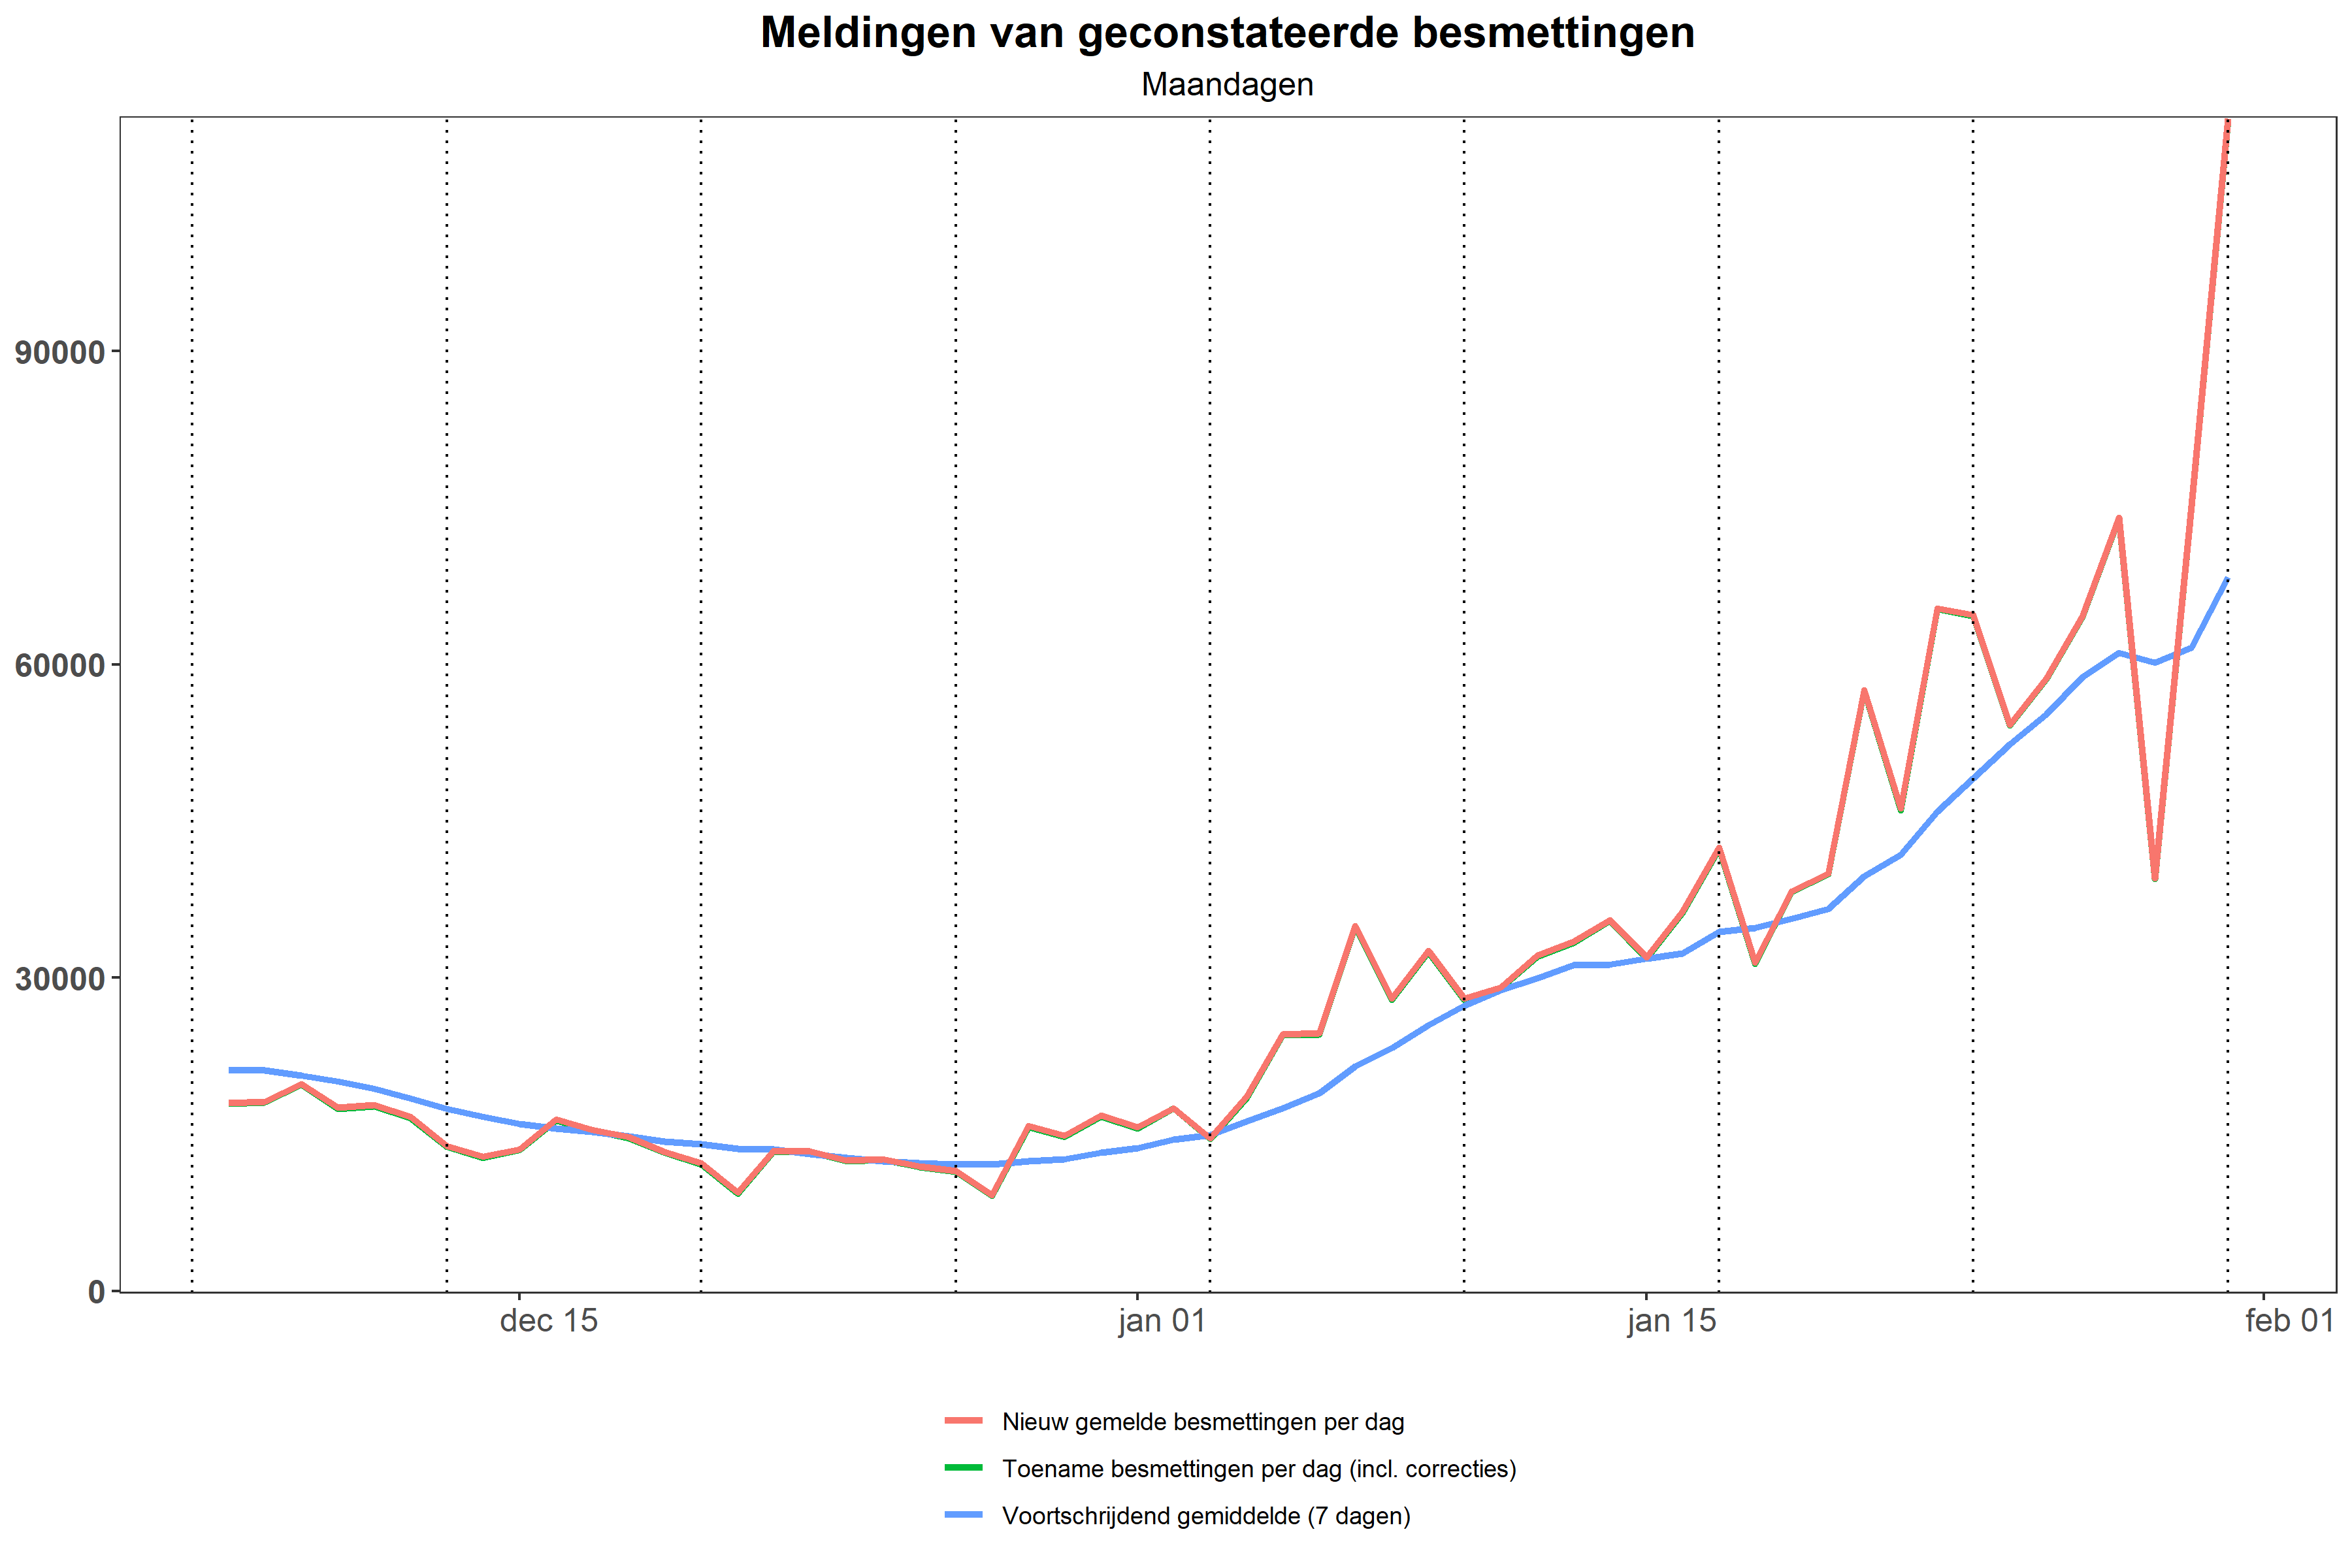 Meldingen van geconstateerde besmettingen
Maandagen
90000
60000
30000
0
dec 15 jan 01 jan 15 feb 01
Nieuw gemelde besmettingen per dag
Toename besmettingen per dag (incl. correcties)
Voortschrijdend gemiddelde (7 dagen)